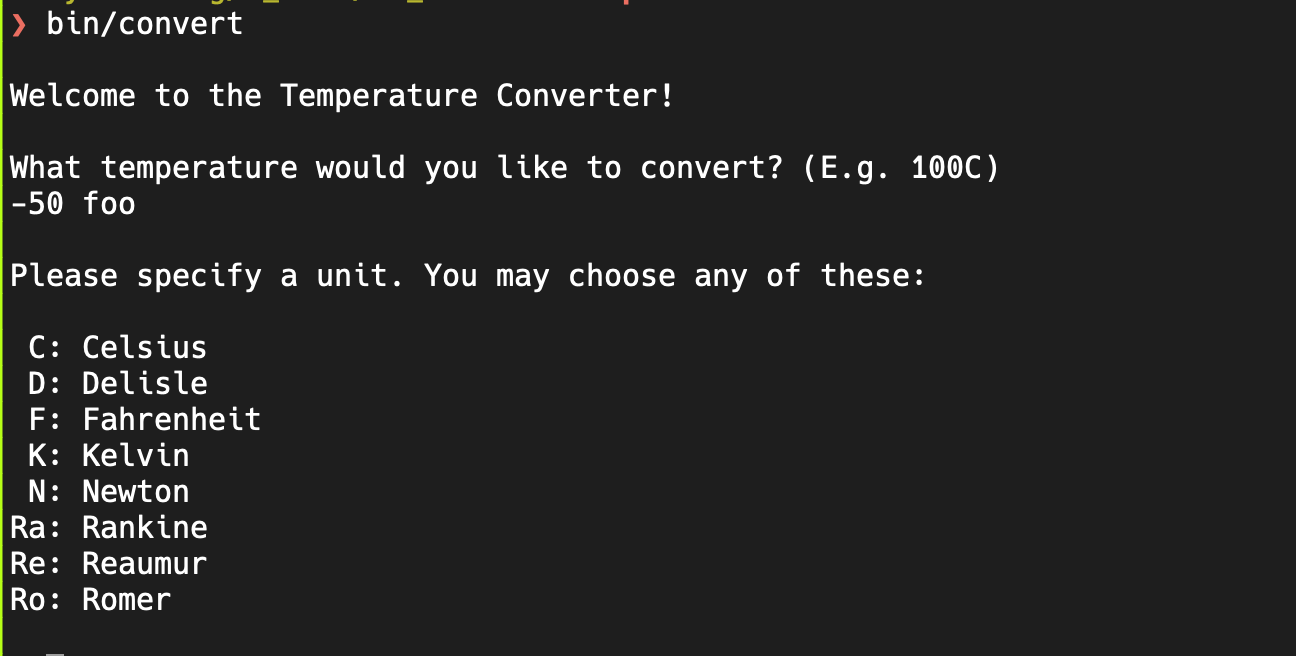 ❯ bin/convert
Welcome to the Temperature Converter!
What temperature would you like to convert? (E.g. 100C)
-50 foo
Please specify a unit. You may choose any of these:
C: Celsius
D: Delisle
F: Fahrenheit
K: Kelvin
N: Newton
Ra: Rankine
Re: Reaumur
Ro: Romer